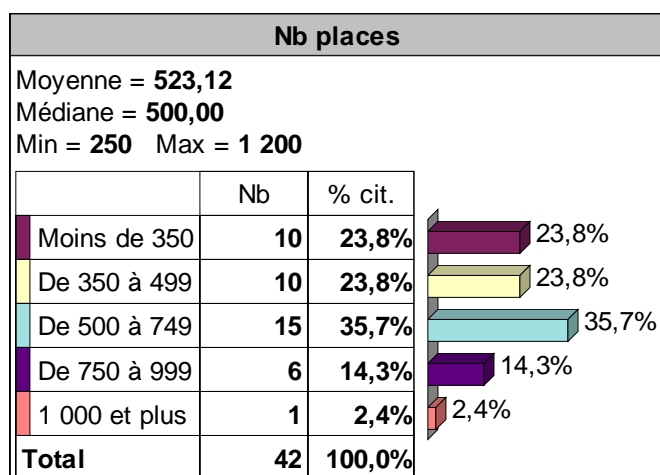 Nb places
Moyenne = 523,12
Médiane = 500,00
Min = 250 Max = 1 200
Nb % cit.
Moins de 350 10 23,8% 23,8%
De 350 à 499 10 23,8% 23,8%
De 500 à 749 15 35,7% 35,7%
De 750 à 999 6 14,3% 14,3%
1 000 et plus 1 2,4% 2,4%
Total 42 100,0%